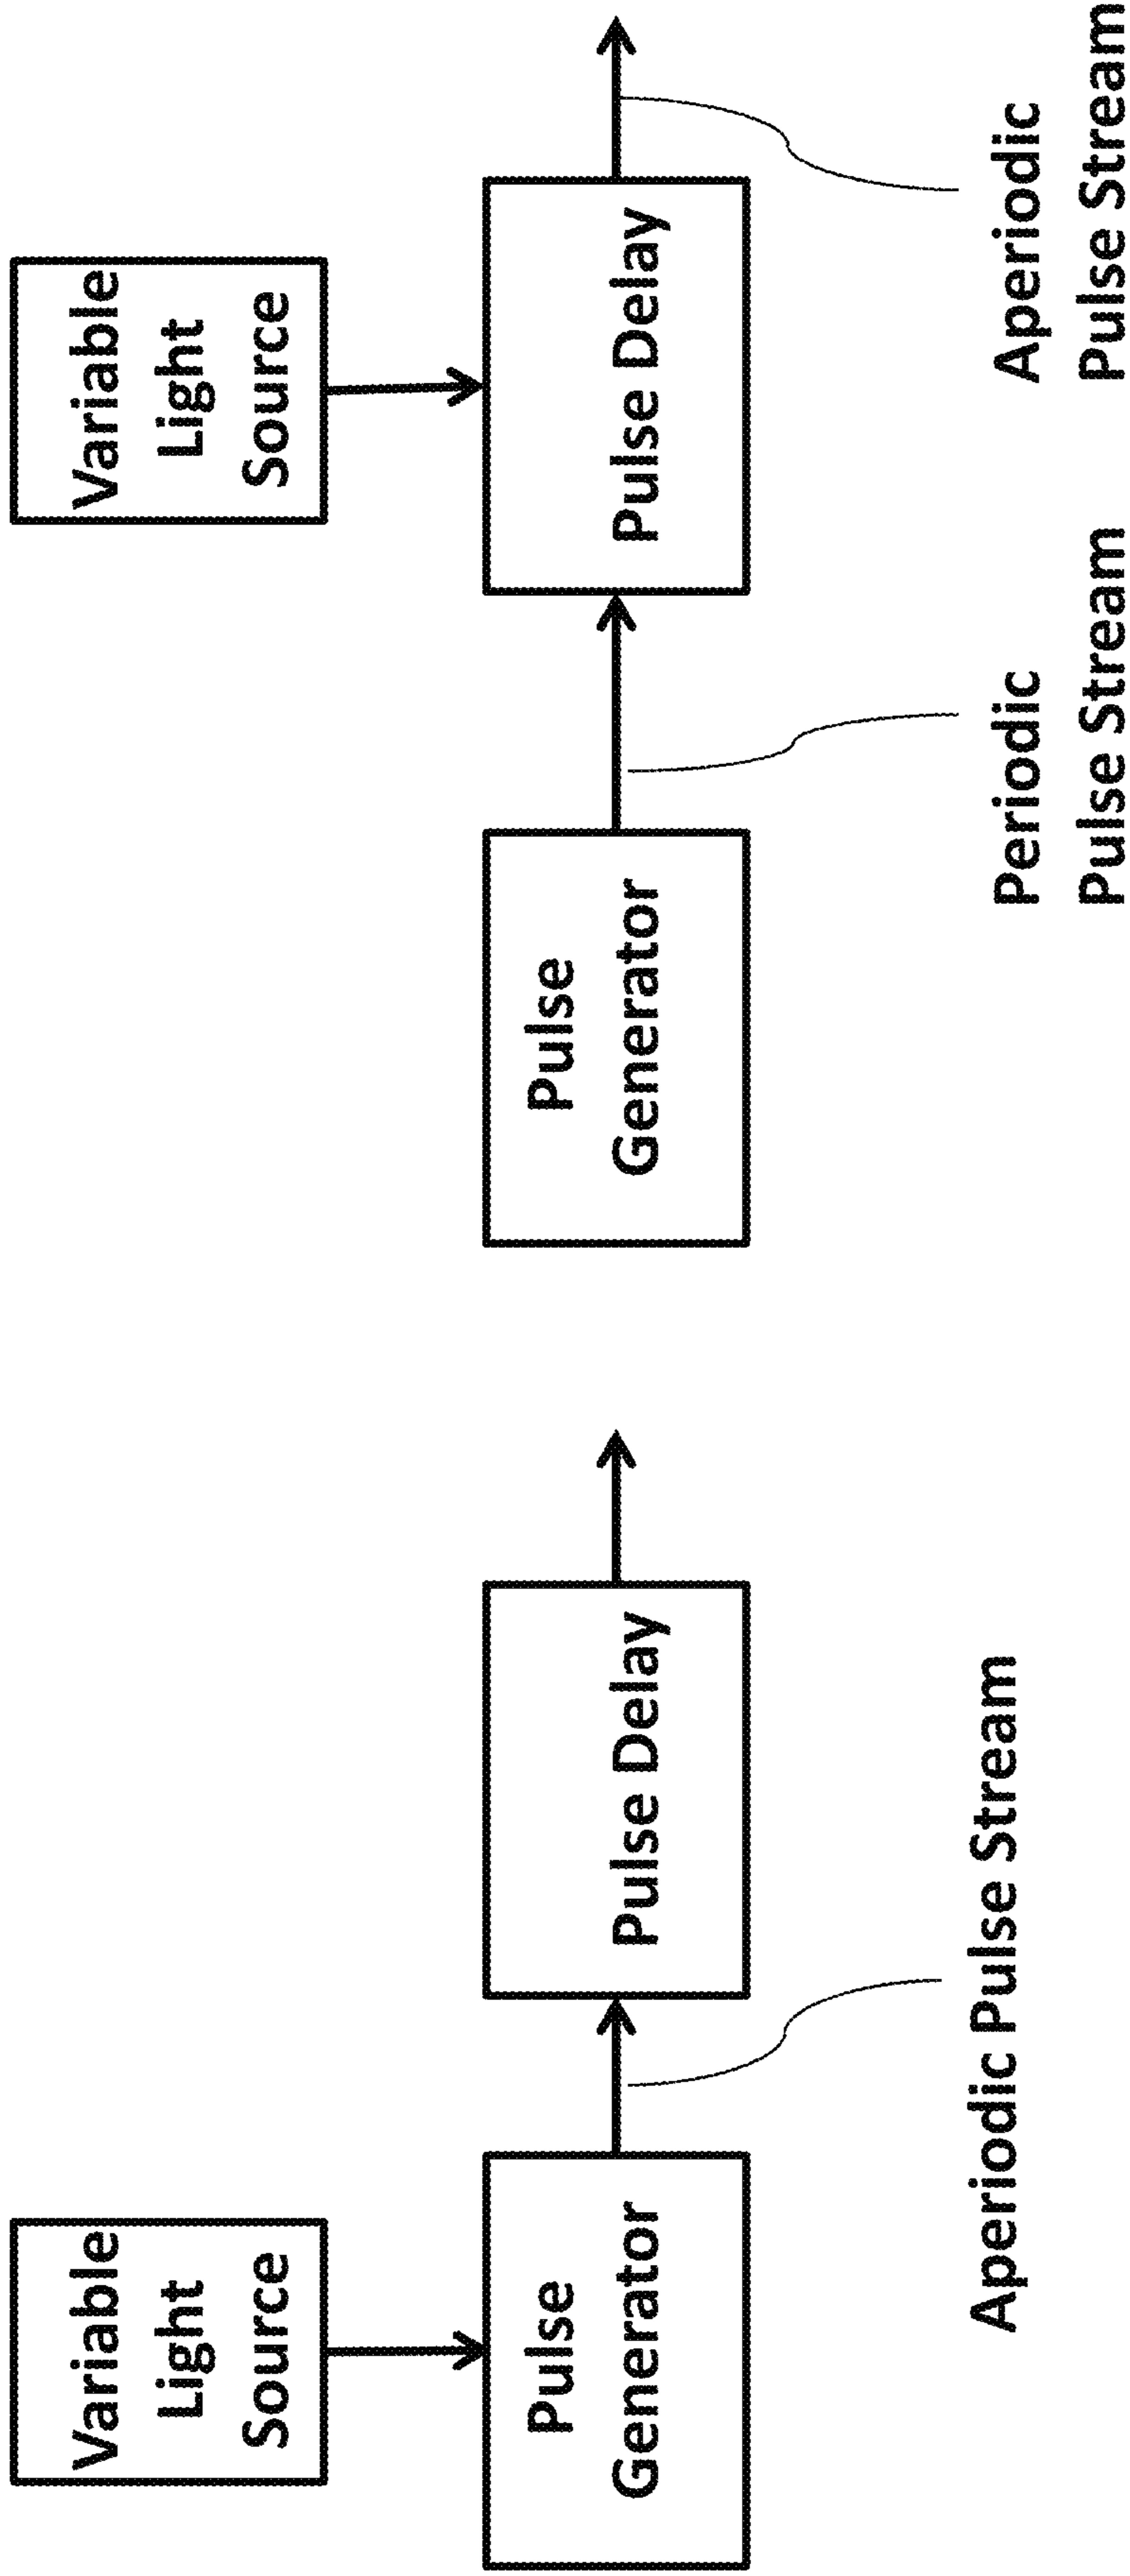 Variable
Light
Source
Pulse
Generator
Pulse Delay
Aperiodic Pulse Stream
Variable
Light
Source
Pulse
Generator
Pulse Delay
Periodic
Pulse Stream
Aperiodic
Pulse Stream